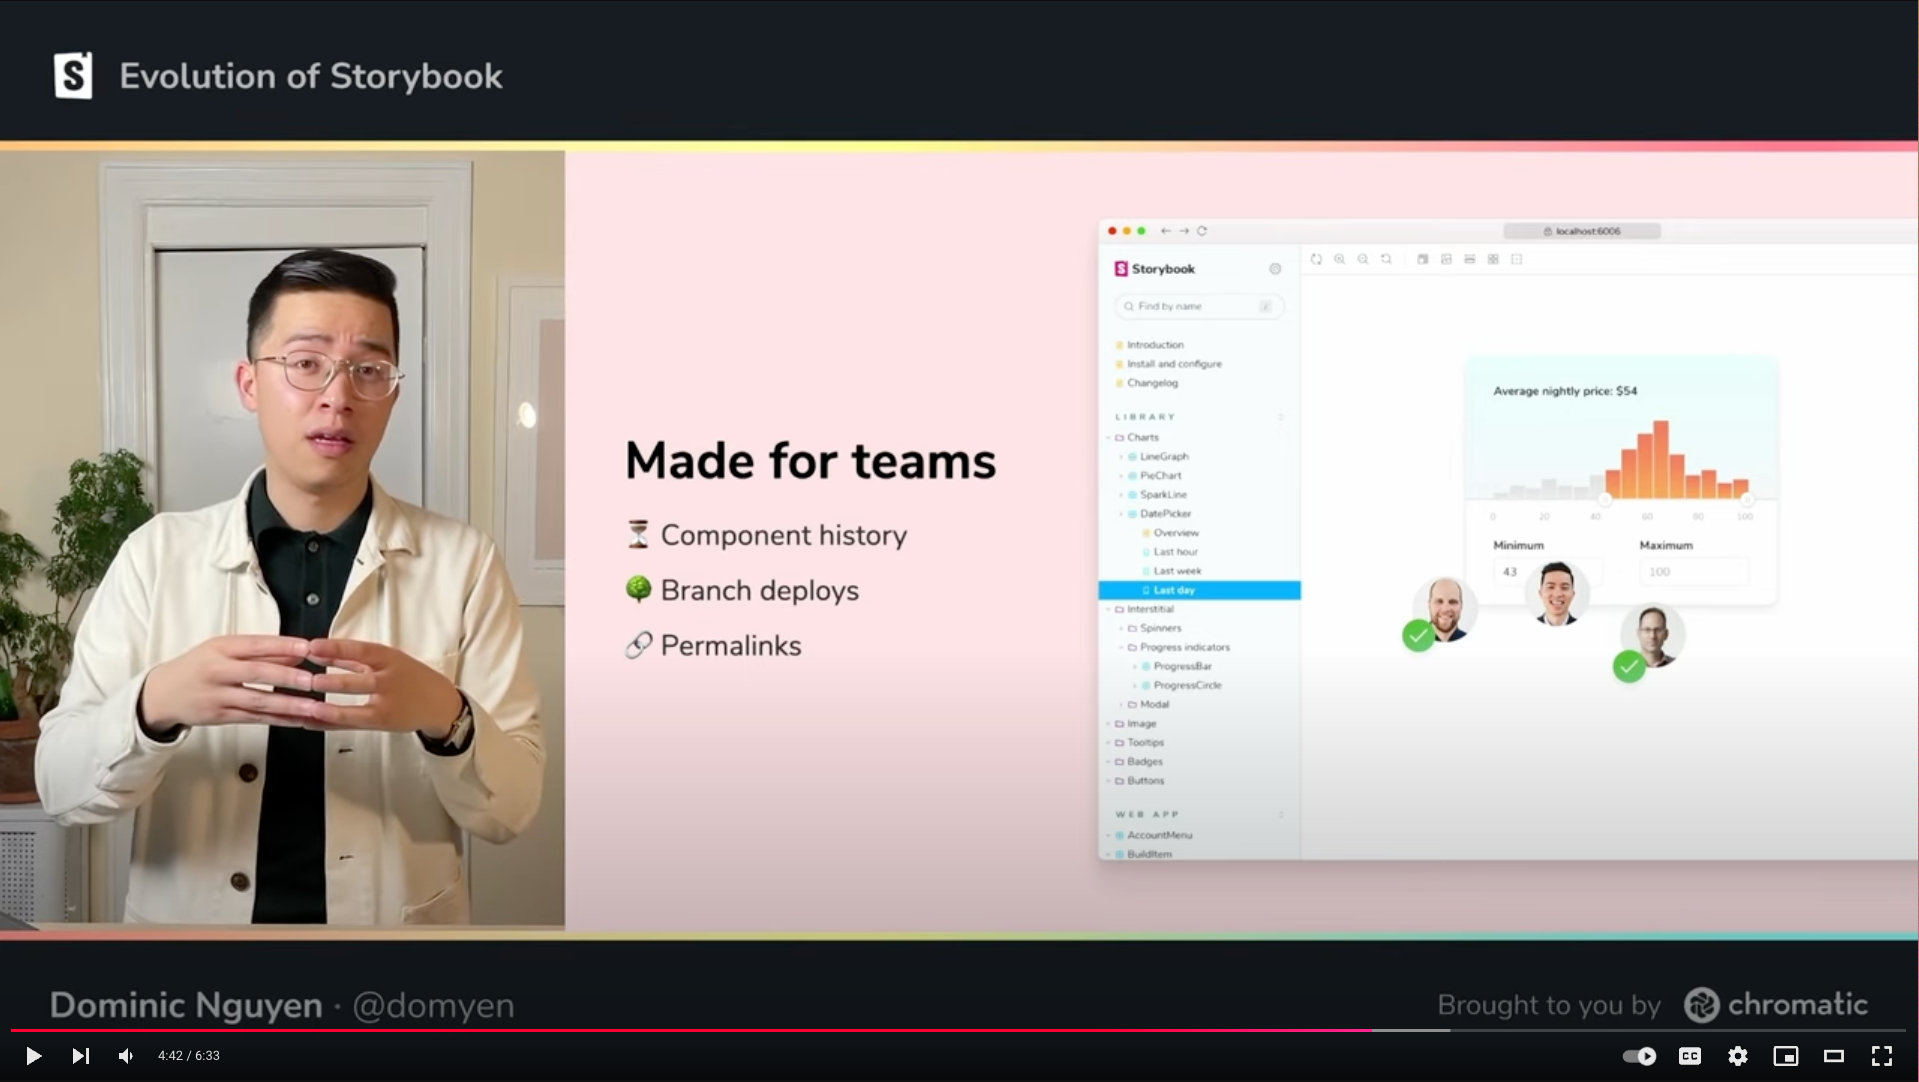 Evolution of Storybook
Made for teams
Component history
Branch deploys
Permalinks
localhost:6006
Storybook
Find by name
/
Introduction
Install and configure
Changelog
LIBRARY
Charts
LineGraph
PieChart
SparkLine
DatePicker
Overview
Last hour
Last week
Last day
Interstitial
Spinners
Progress indicators
ProgressBar
ProgressCircle
Modal
Image
Tooltips
Badges
Buttons
WEB APP
AccountMenu
BuildItem
Average nightly price: $54
0 20 40 60 80 100
Minimum Maximum
43 100
Dominic Nguyen · @domyen
Brought to you by chromatic
4:42 / 6:33
CC